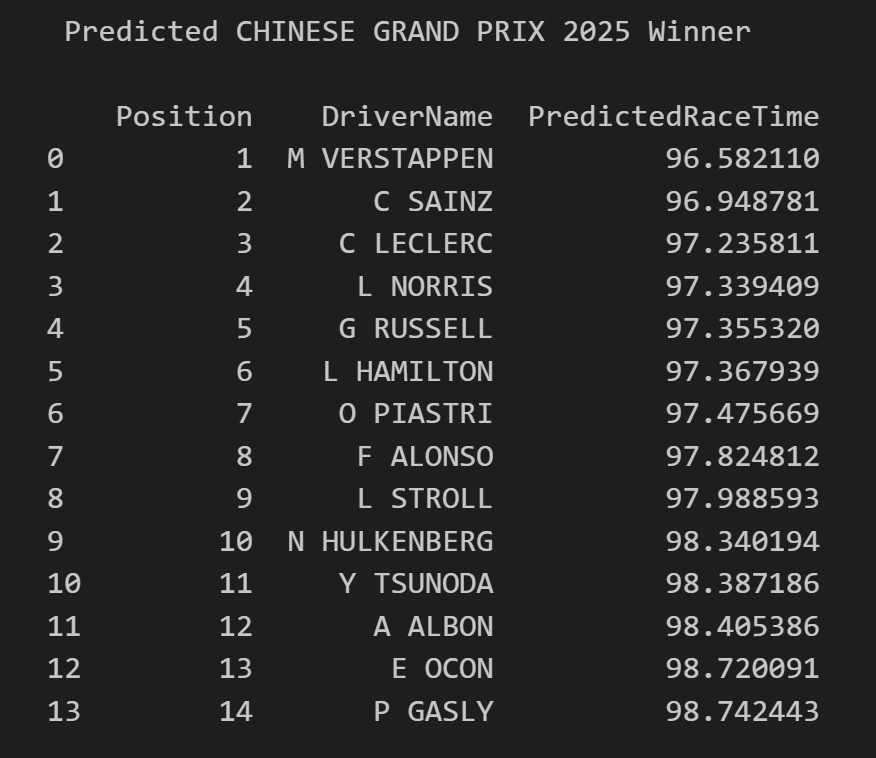 Predicted CHINESE GRAND PRIX 2025 Winner
Position DriverName PredictedRaceTime
0 1 M VERSTAPPEN 96.582110
1 2 C SAINZ 96.948781
2 3 C LECLERC 97.235811
3 4 L NORRIS 97.339409
4 5 G RUSSELL 97.355320
5 6 L HAMILTON 97.367939
6 7 O PIASTRI 97.475669
7 8 F ALONSO 97.824812
8 9 L STROLL 97.988593
9 10 N HULKENBERG 98.340194
10 11 Y TSUNODA 98.387186
11 12 A ALBON 98.405386
12 13 E OCON 98.720091
13 14 P GASLY 98.742443